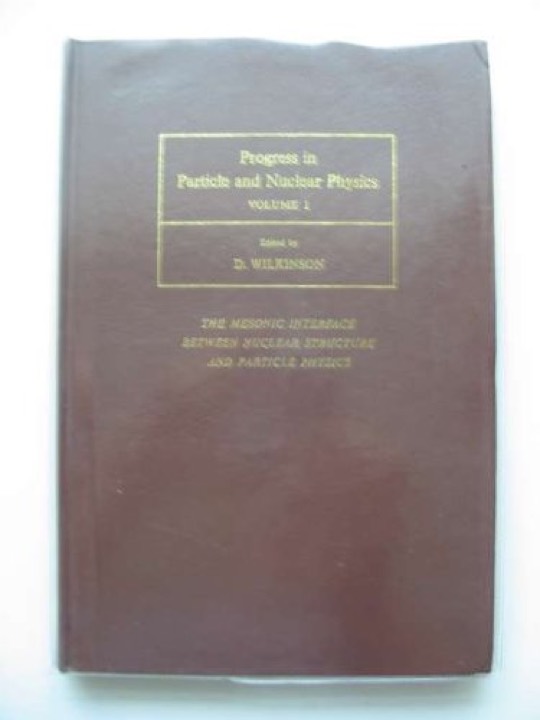 Progress in
Particle and Nuclear Physics
VOLUME 1
Edited by
D. WILKINSON
THE MESONIC INTERFACE
BETWEEN NUCLEAR STRUCTURE
AND PARTICLE PHYSICS